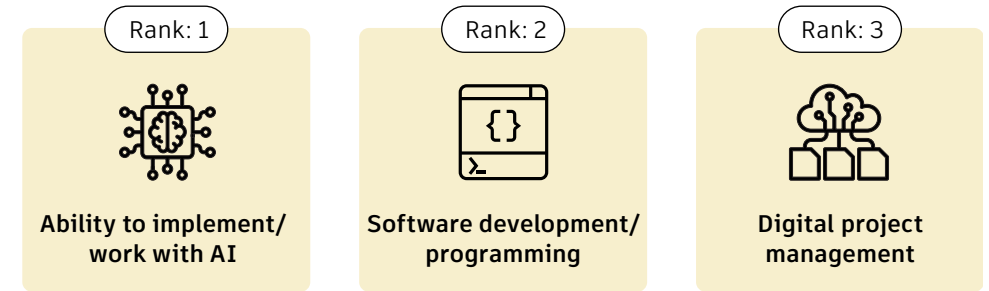 Rank: 1
Ability to implement/
work with AI
Rank: 2
{}
>_
Software development/
programming
Rank: 3
Digital project
management